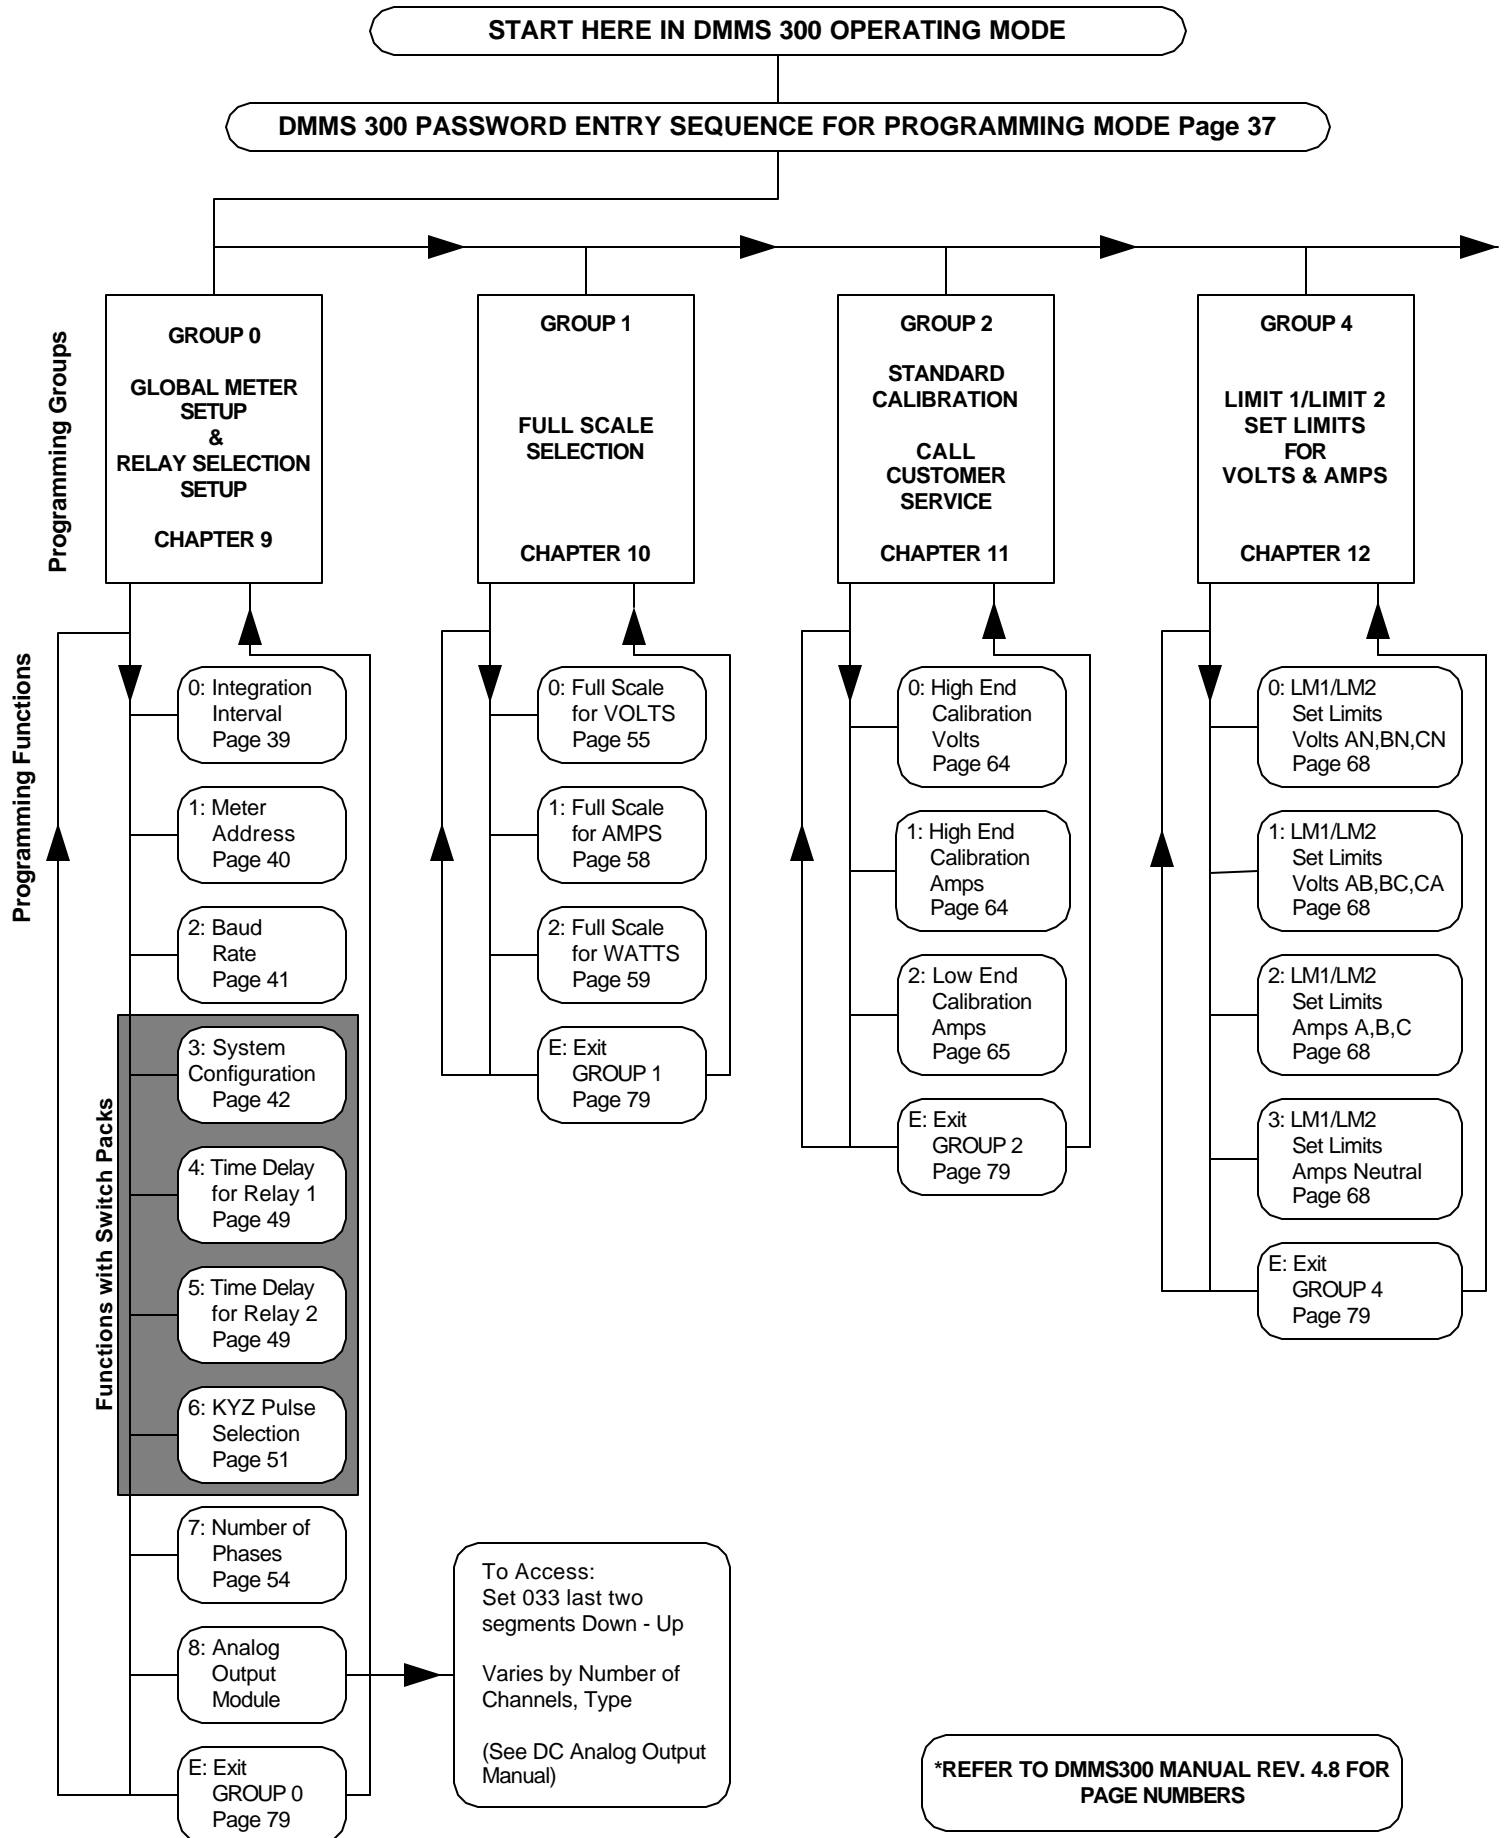 START HERE IN DMMS 300 OPERATING MODE
DMMS 300 PASSWORD ENTRY SEQUENCE FOR PROGRAMMING MODE Page 37
Programming Groups
GROUP 0
GLOBAL METER
SETUP
&
RELAY SELECTION
SETUP
CHAPTER 9
GROUP 1
FULL SCALE
SELECTION
CHAPTER 10
GROUP 2
STANDARD
CALIBRATION
CALL
CUSTOMER
SERVICE
CHAPTER 11
GROUP 4
LIMIT 1/LIMIT 2
SET LIMITS
FOR
VOLTS & AMPS
CHAPTER 12
Programming Functions
0: Integration
Interval
Page 39
1: Meter
Address
Page 40
2: Baud
Rate
Page 41
Functions with Switch Packs
3: System
Configuration
Page 42
4: Time Delay
for Relay 1
Page 49
5: Time Delay
for Relay 2
Page 49
6: KYZ Pulse
Selection
Page 51
7: Number of
Phases
Page 54
8: Analog
Output
Module
E: Exit
GROUP 0
Page 79
To Access:
Set 033 last two
segments Down - Up
Varies by Number of
Channels, Type
(See DC Analog Output
Manual)
0: Full Scale
for VOLTS
Page 55
1: Full Scale
for AMPS
Page 58
2: Full Scale
for WATTS
Page 59
E: Exit
GROUP 1
Page 79
0: High End
Calibration
Volts
Page 64
1: High End
Calibration
Amps
Page 64
2: Low End
Calibration
Amps
Page 65
E: Exit
GROUP 2
Page 79
0: LM1/LM2
Set Limits
Volts AN,BN,CN
Page 68
1: LM1/LM2
Set Limits
Volts AB,BC,CA
Page 68
2: LM1/LM2
Set Limits
Amps A,B,C
Page 68
3: LM1/LM2
Set Limits
Amps Neutral
Page 68
E: Exit
GROUP 4
Page 79
*REFER TO DMMS300 MANUAL REV. 4.8 FOR
PAGE NUMBERS